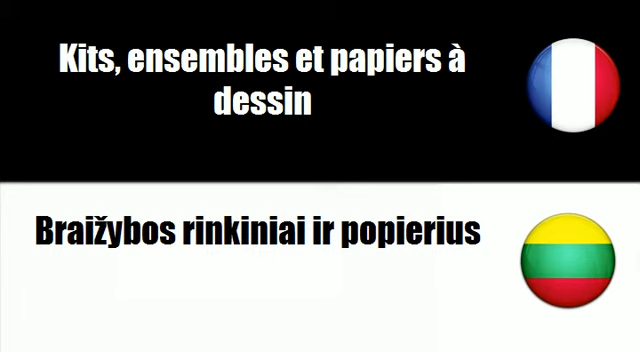 Kits, ensembles et papiers à
dessin
Braižybos rinkiniai ir popierius